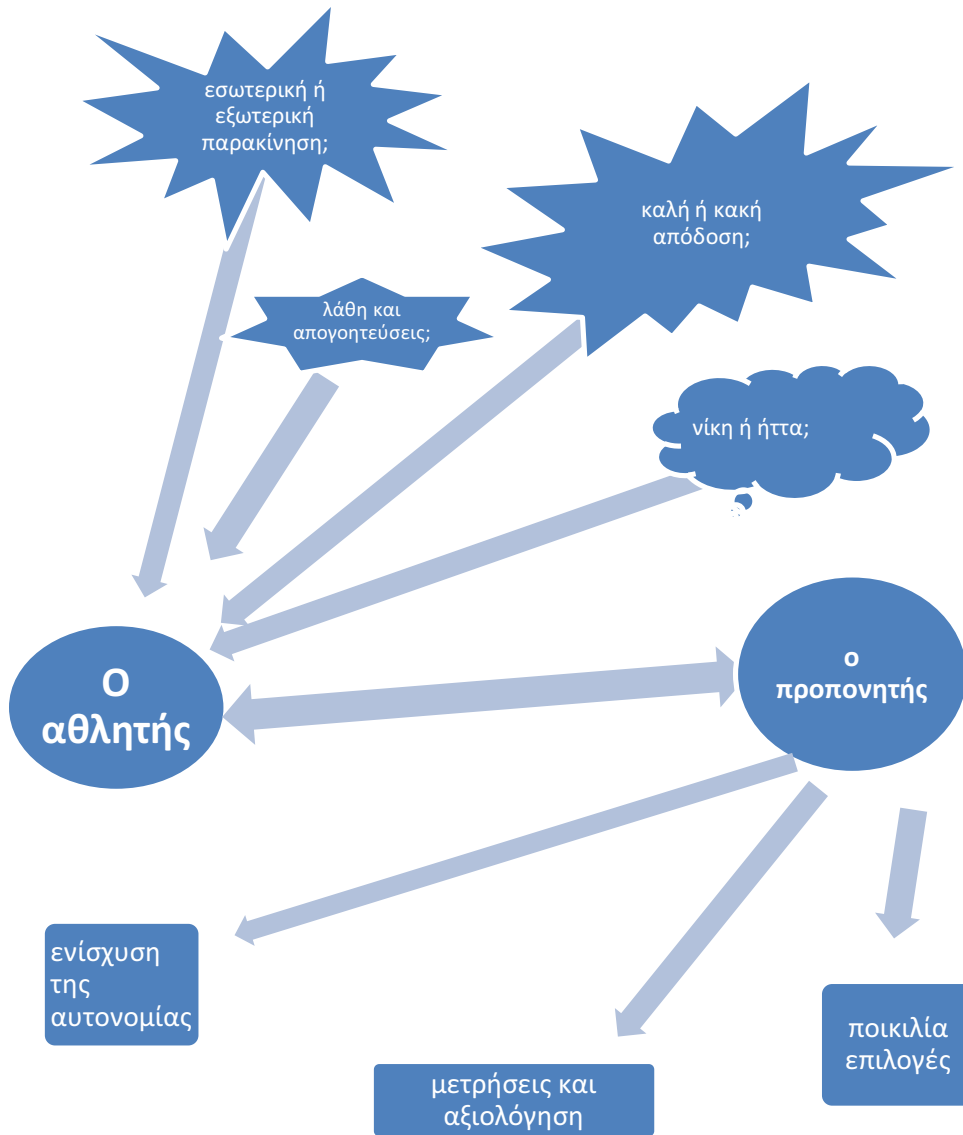 εσωτερική ή
εξωτερική
παρακίνηση;
καλή ή κακή
απόδοση;
λάθη και
απογοητεύσεις;
νίκη ή ήττα;
Ο
αθλητής
ο
προπονητής
ενίσχυση
της
αυτονομίας
μετρήσεις και
αξιολόγηση
ποικιλία
επιλογές